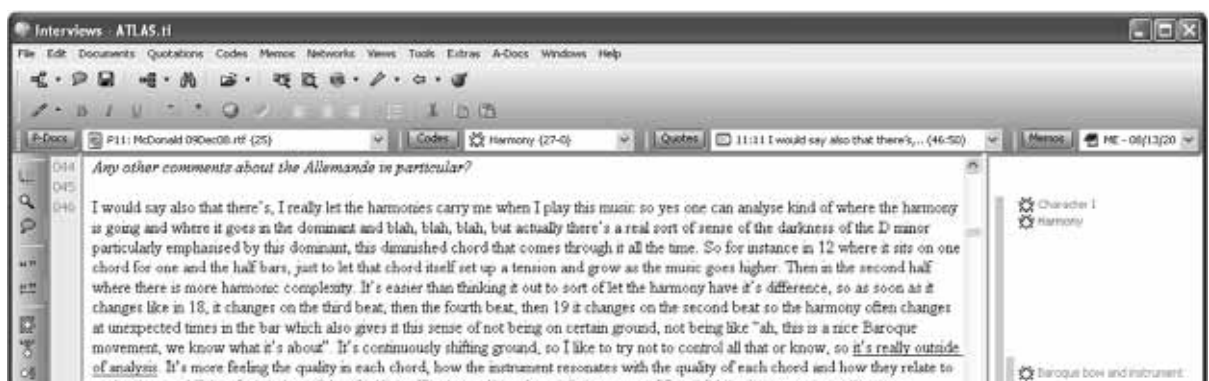 Interviews - ATLAS.ti
File Edit Documents Quotations Codes Memos Networks Views Tools Extras A-Docs Windows Help
P-Docs P11: McDonald 09Dec08.rtf {25} Codes Harmony {27-0} Quotes 11:11 I would say also that there's,... (46:50) Memos ME - 08/13/20
044 Any other comments about the Allemande in particular?
045
046 I would say also that there's, I really let the harmonies carry me when I play this music so yes one can analyse kind of where the harmony
is going and where it goes in the dominant and blah, blah, blah, but actually there's a real sort of sense of the darkness of the D minor
particularly emphasised by this dominant, this diminished chord that comes through it all the time. So for instance in 12 where it sits on one
chord for one and the half bars, just to let that chord itself set up a tension and grow as the music goes higher. Then in the second half
where there is more harmonic complexity. It's easier than thinking it out to sort of let the harmony have it's difference, so as soon as it
changes like in 18, it changes on the third beat, then the fourth beat, then 19 it changes on the second beat so the harmony often changes
at unexpected times in the bar which also gives it this sense of not being on certain ground, not being like "ah, this is a nice Baroque
movement, we know what it's about". It's continuously shifting ground, so I like to try not to control all that or know, so it's really outside
of analysis. It's more feeling the quality in each chord, how the instrument resonates with the quality of each chord and how they relate to
Character 1
Harmony
Baroque bow and instrument